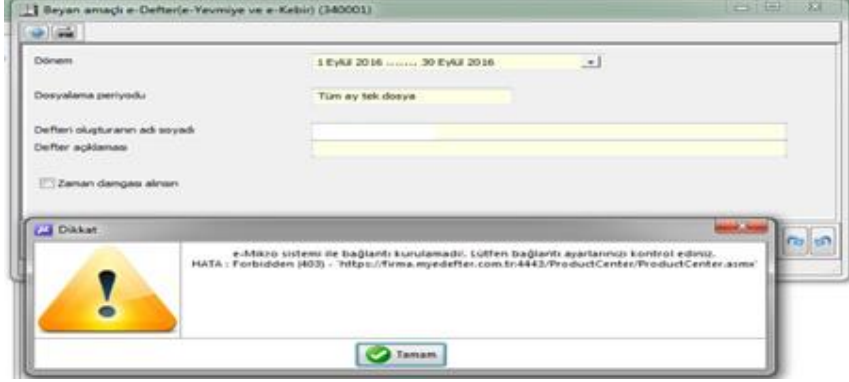 Beyan amaçlı e-Defter(e-Yevmiye ve e-Kebir) (340001)
Dönem
1 Eylül 2016 ....... 30 Eylül 2016
Dosyalama periyodu
Tüm ay tek dosya
Defteri oluşturanın adı soyadı
Defter açıklaması
Zaman damgası alınsın
Dikkat
e-Mikro sistemi ile bağlantı kurulamadı!. Lütfen bağlantı ayarlarınızı kontrol ediniz.
HATA : Forbidden (403) - 'https://firma.myedefter.com.tr:4443/ProductCenter/ProductCenter.asmx'
Tamam